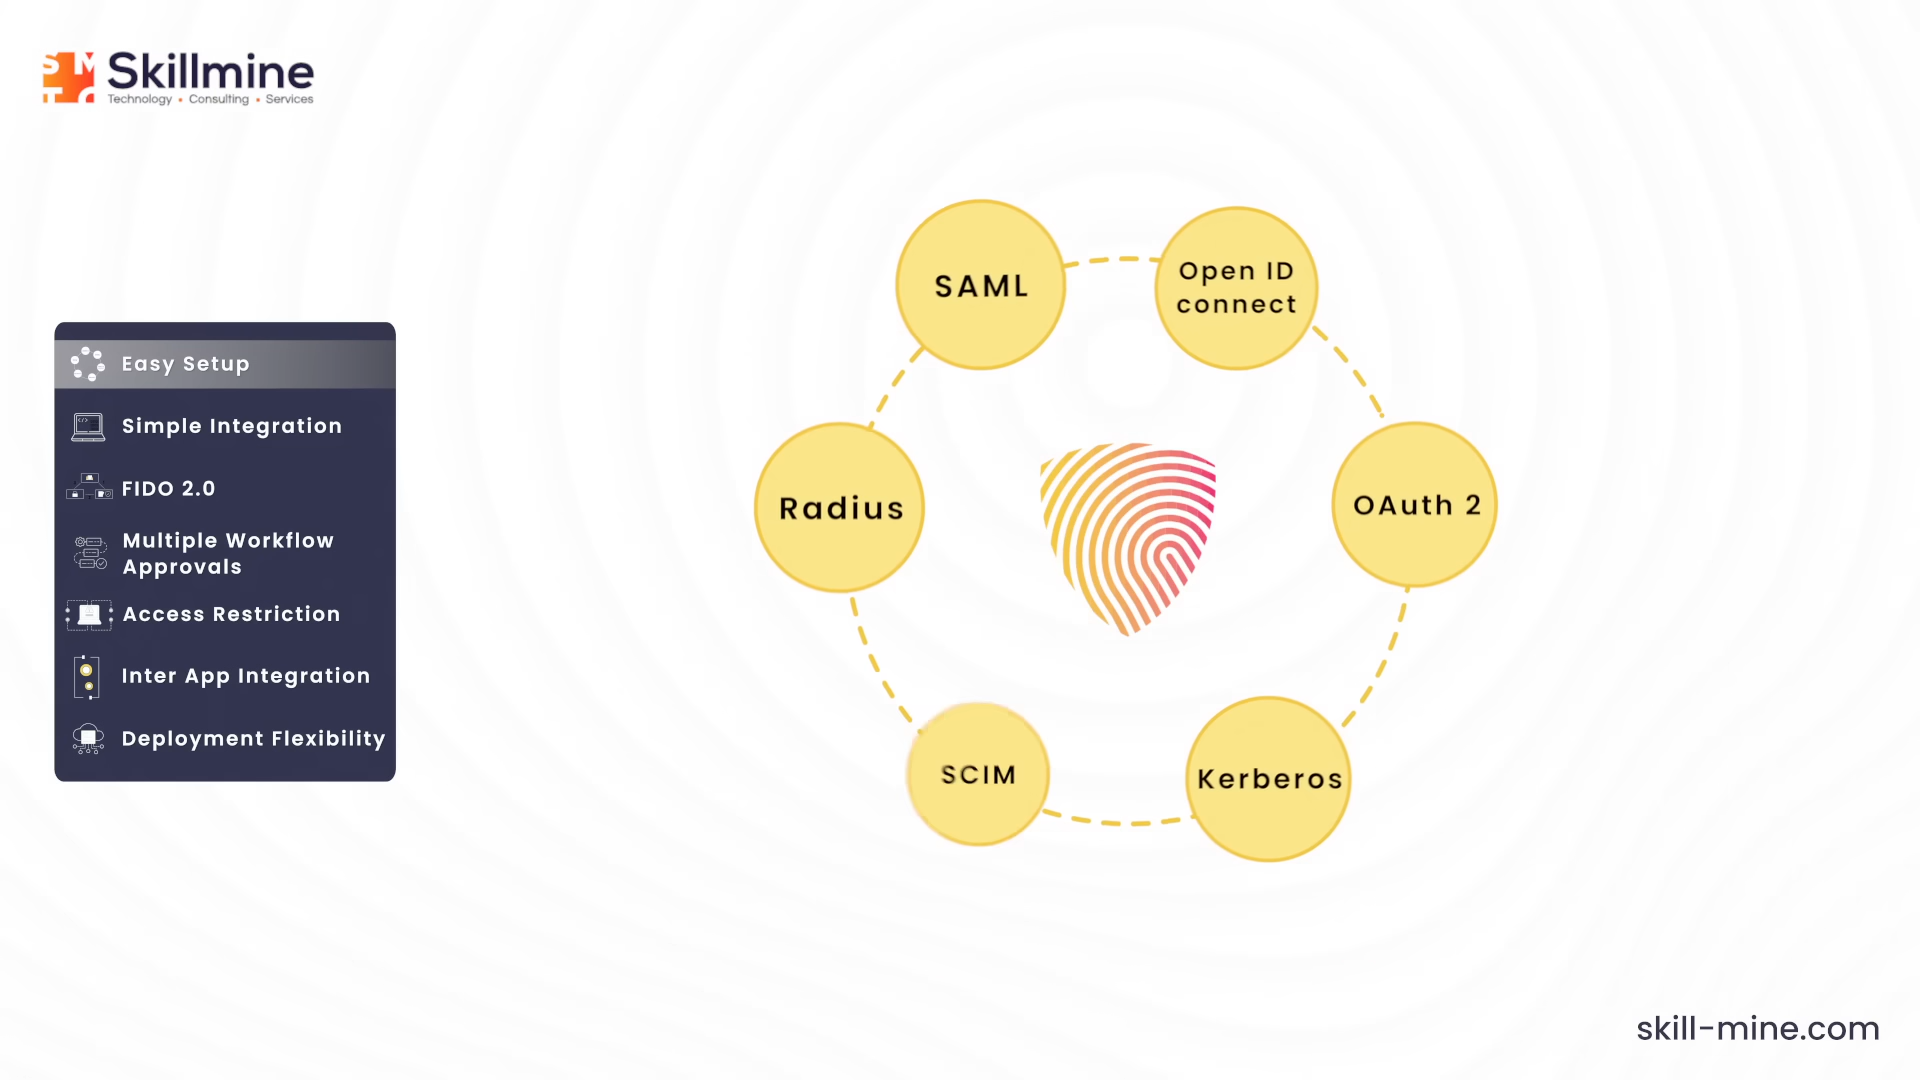 Skillmine
Technology • Consulting • Services
Easy Setup
Simple Integration
FIDO 2.0
Multiple Workflow
Approvals
Access Restriction
Inter App Integration
Deployment Flexibility
SAML
Open ID
connect
Radius
OAuth 2
SCIM
Kerberos
skill-mine.com